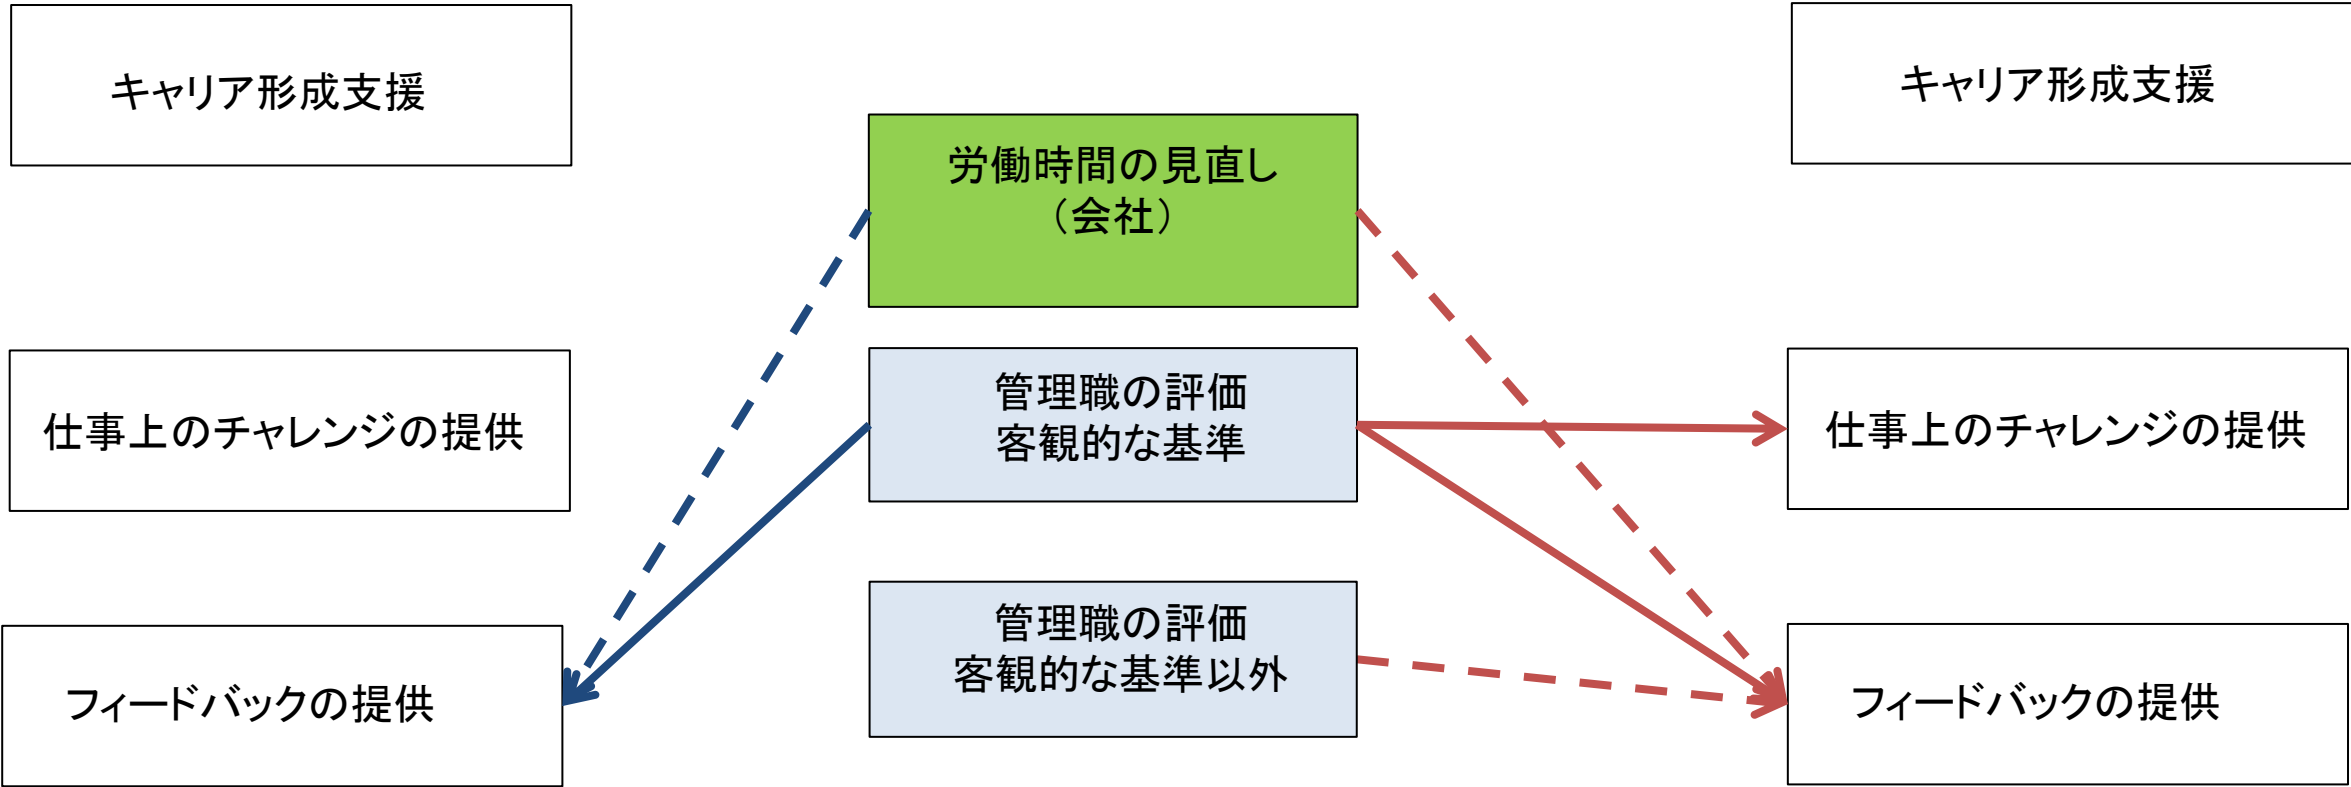 キャリア形成支援
仕事上のチャレンジの提供
フィードバックの提供
労働時間の見直し
（会社）
管理職の評価
客観的な基準
管理職の評価
客観的な基準以外
キャリア形成支援
仕事上のチャレンジの提供
フィードバックの提供